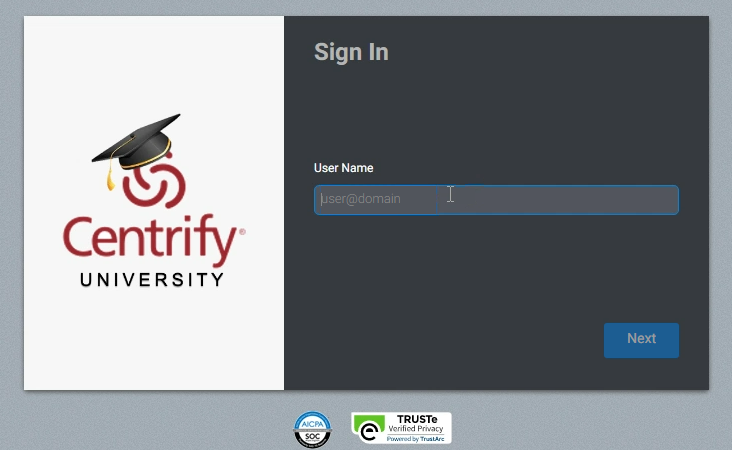 Sign In
Centrify®
UNIVERSITY
User Name
user@domain
Next
AICPA
SOC
TRUSTe
Verified Privacy
Powered by TrustArc